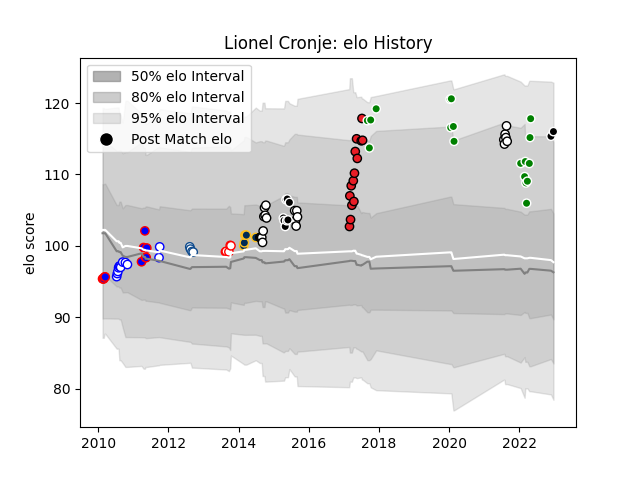 Lionel Cronje: elo History
50% elo Interval
80% elo Interval
95% elo Interval
Post Match elo
elo score
120
110
100
90
80
2010
2012
2014
2016
2018
2020
2022